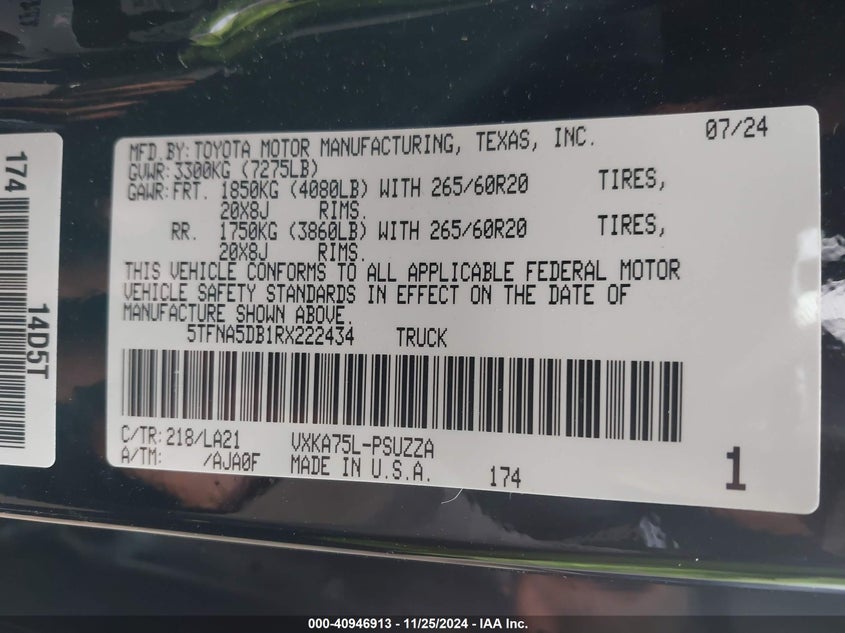 MFD.BY:TOYOTA MOTOR MANUFACTURING, TEXAS, INC. 07/24
GVWR:3300KG (7275LB)
GAWR:FRT. 1850KG (4080LB) WITH 265/60R20 TIRES,
20X8J RIMS.
RR. 1750KG (3860LB) WITH 265/60R20 TIRES,
20X8J RIMS.
THIS VEHICLE CONFORMS TO ALL APPLICABLE FEDERAL MOTOR
VEHICLE SAFETY STANDARDS IN EFFECT ON THE DATE OF
MANUFACTURE SHOWN ABOVE.
5TFNA5DB1RX222434 TRUCK
C/TR:218/LA21 VXKA75L-PSUZZA
A/TM: /AJA0F MADE IN U.S.A. 174 1
174
14D5T
000-40946913 - 11/25/2024 - IAA Inc.